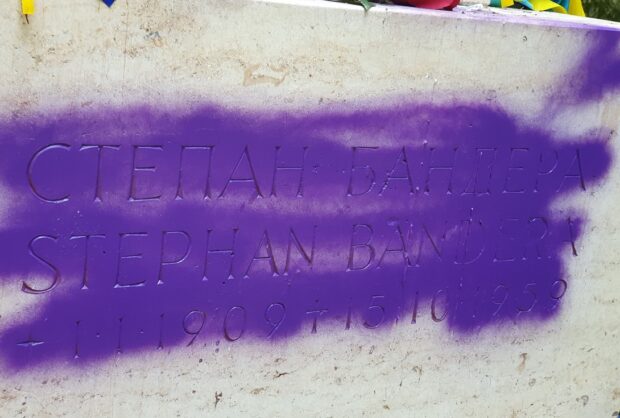 СТЕПАН БАНДЕРА
STEPHAN BANDERA
+ 1·1·1909 + 15·10·1959